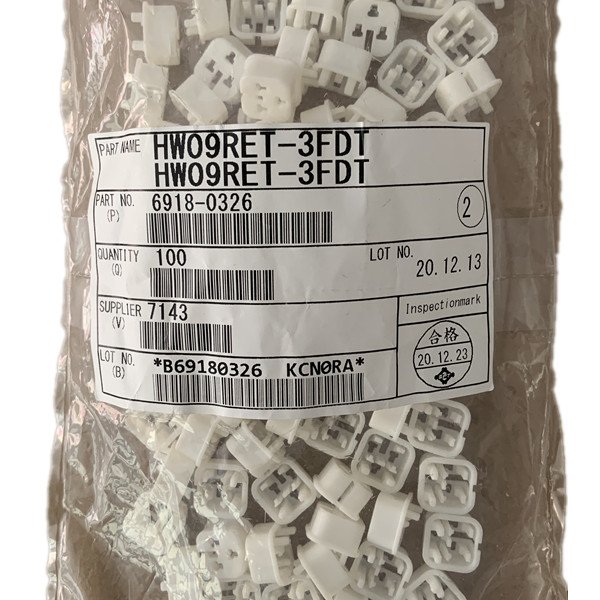 PART NAME HW09RET-3FDT
HW09RET-3FDT
PART NO. (P) 6918-0326
2
QUANTITY (Q) 100
LOT NO. 20.12.13
SUPPLIER (V) 7143
Inspectionmark
合格
20.12.23
LOT NO. (B) *B69180326 KCN0RA*